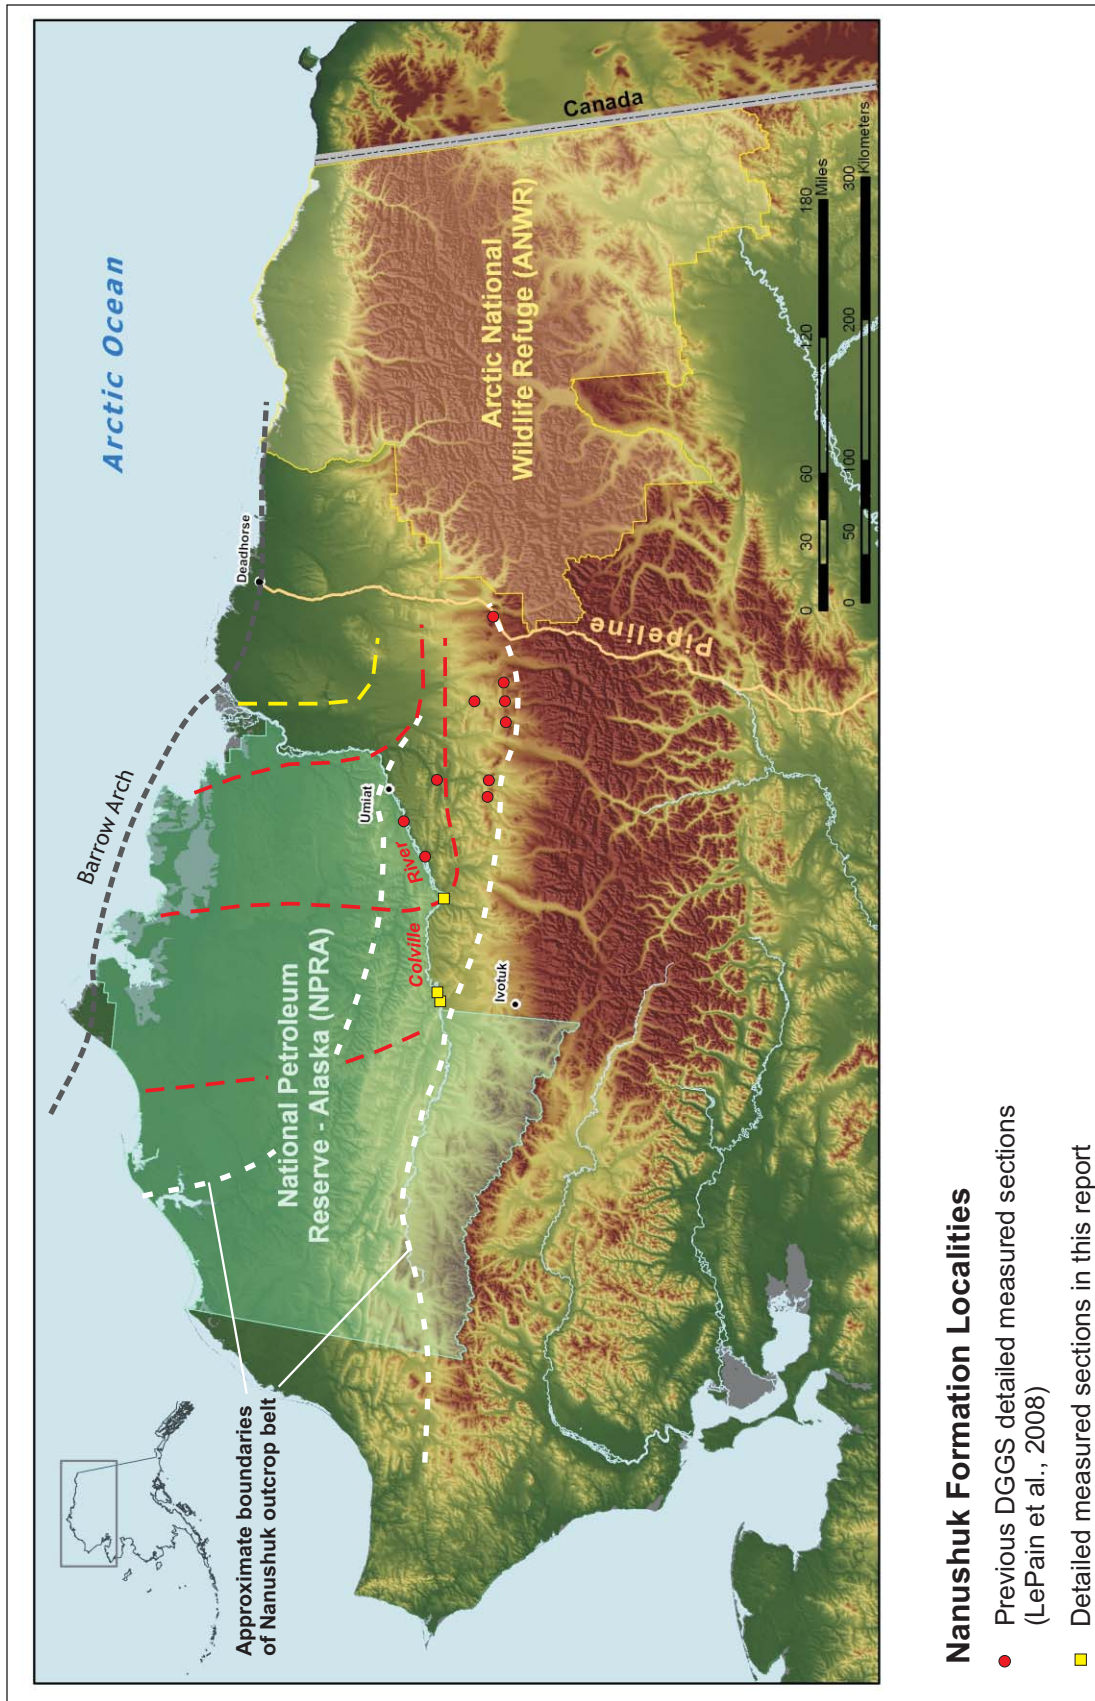 Arctic Ocean
Barrow Arch
Deadhorse
Canada
Umiat
National Petroleum
Reserve - Alaska (NPRA)
Arctic National
Wildlife Refuge (ANWR)
Colville
River
Ivotuk
Pipeline
Approximate boundaries
of Nanushuk outcrop belt
0 30 60 120 180
Miles
0 50 100 200 300
Kilometers
Nanushuk Formation Localities
Previous DGGS detailed measured sections
(LePain et al., 2008)
Detailed measured sections in this report